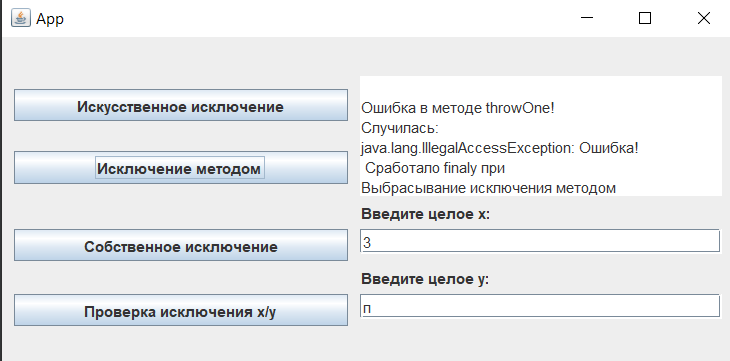 App
Искусственное исключение
Исключение методом
Собственное исключение
Проверка исключения x/y
Ошибка в методе throwOne!
Случилась:
java.lang.IllegalAccessException: Ошибка!
Сработало finaly при
Выбрасывание исключения методом
Введите целое x:
3
Введите целое y:
п